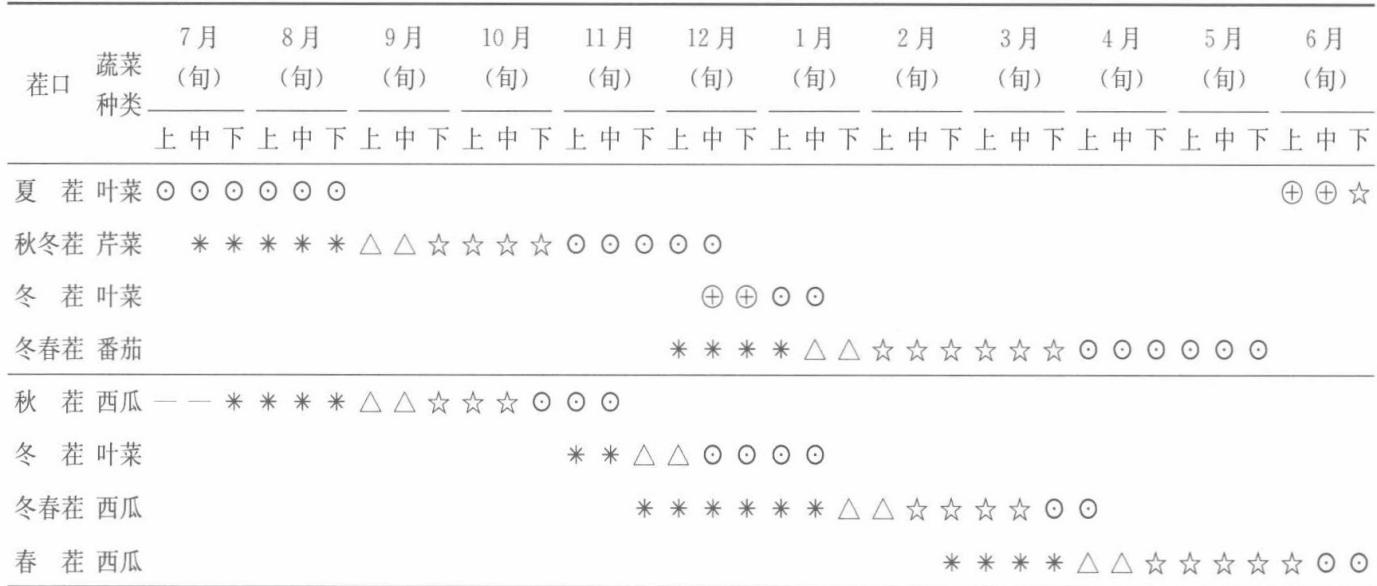 茬口 蔬菜种类 7月(旬) 8月(旬) 9月(旬) 10月(旬) 11月(旬) 12月(旬) 1月(旬) 2月(旬) 3月(旬) 4月(旬) 5月(旬) 6月(旬)
上 中 下 上 中 下 上 中 下 上 中 下 上 中 下 上 中 下 上 中 下 上 中 下 上 中 下 上 中 下 上 中 下 上 中 下
夏 茬 叶菜 ⊙ ⊙ ⊙ ⊙ ⊙ ⊙ ⊕ ⊕ ☆
秋冬茬 芹菜 * * * * * △ △ ☆ ☆ ☆ ☆ ⊙ ⊙ ⊙ ⊙ ⊙
冬 茬 叶菜 ⊕ ⊕ ⊙ ⊙
冬春茬 番茄 * * * * △ △ ☆ ☆ ☆ ☆ ☆ ☆ ⊙ ⊙ ⊙ ⊙ ⊙ ⊙
秋 茬 西瓜 — — * * * * △ △ ☆ ☆ ☆ ⊙ ⊙ ⊙
冬 茬 叶菜 * * △ △ ⊙ ⊙ ⊙ ⊙
冬春茬 西瓜 * * * * * * △ △ ☆ ☆ ☆ ☆ ⊙ ⊙
春 茬 西瓜 * * * * △ △ ☆ ☆ ☆ ☆ ☆ ⊙ ⊙